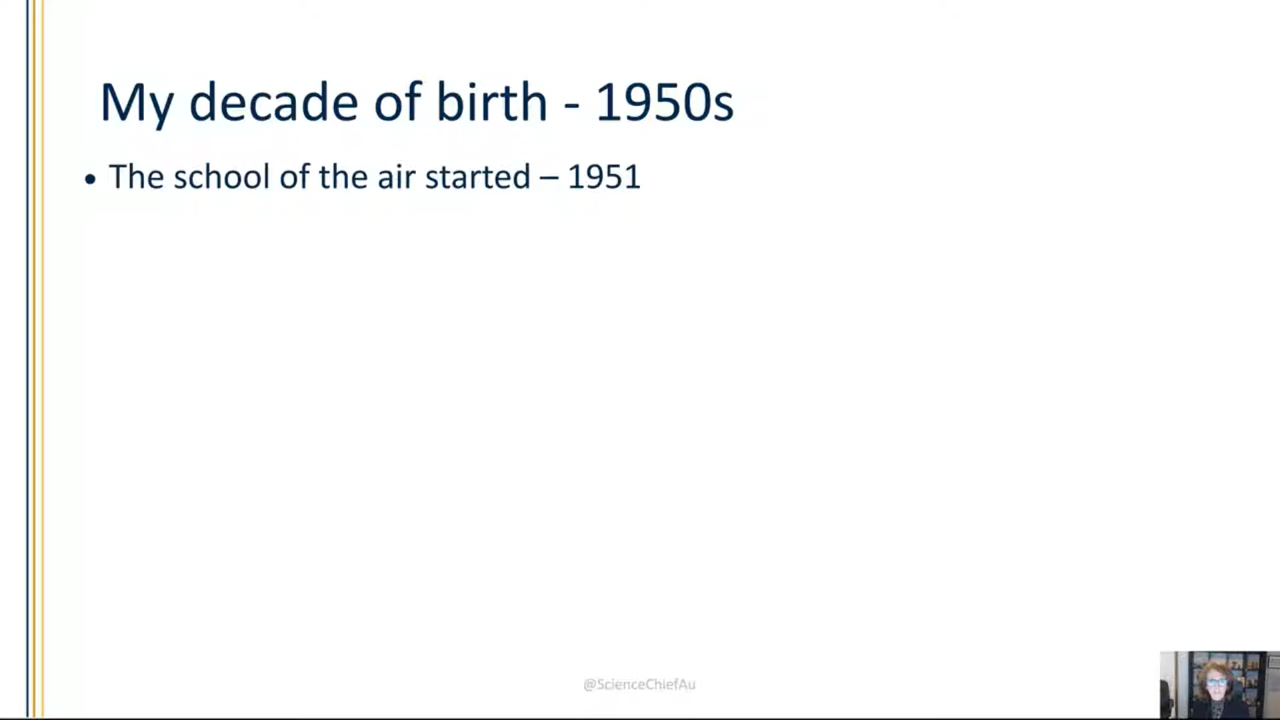 My decade of birth - 1950s
• The school of the air started – 1951
@ScienceChiefAu